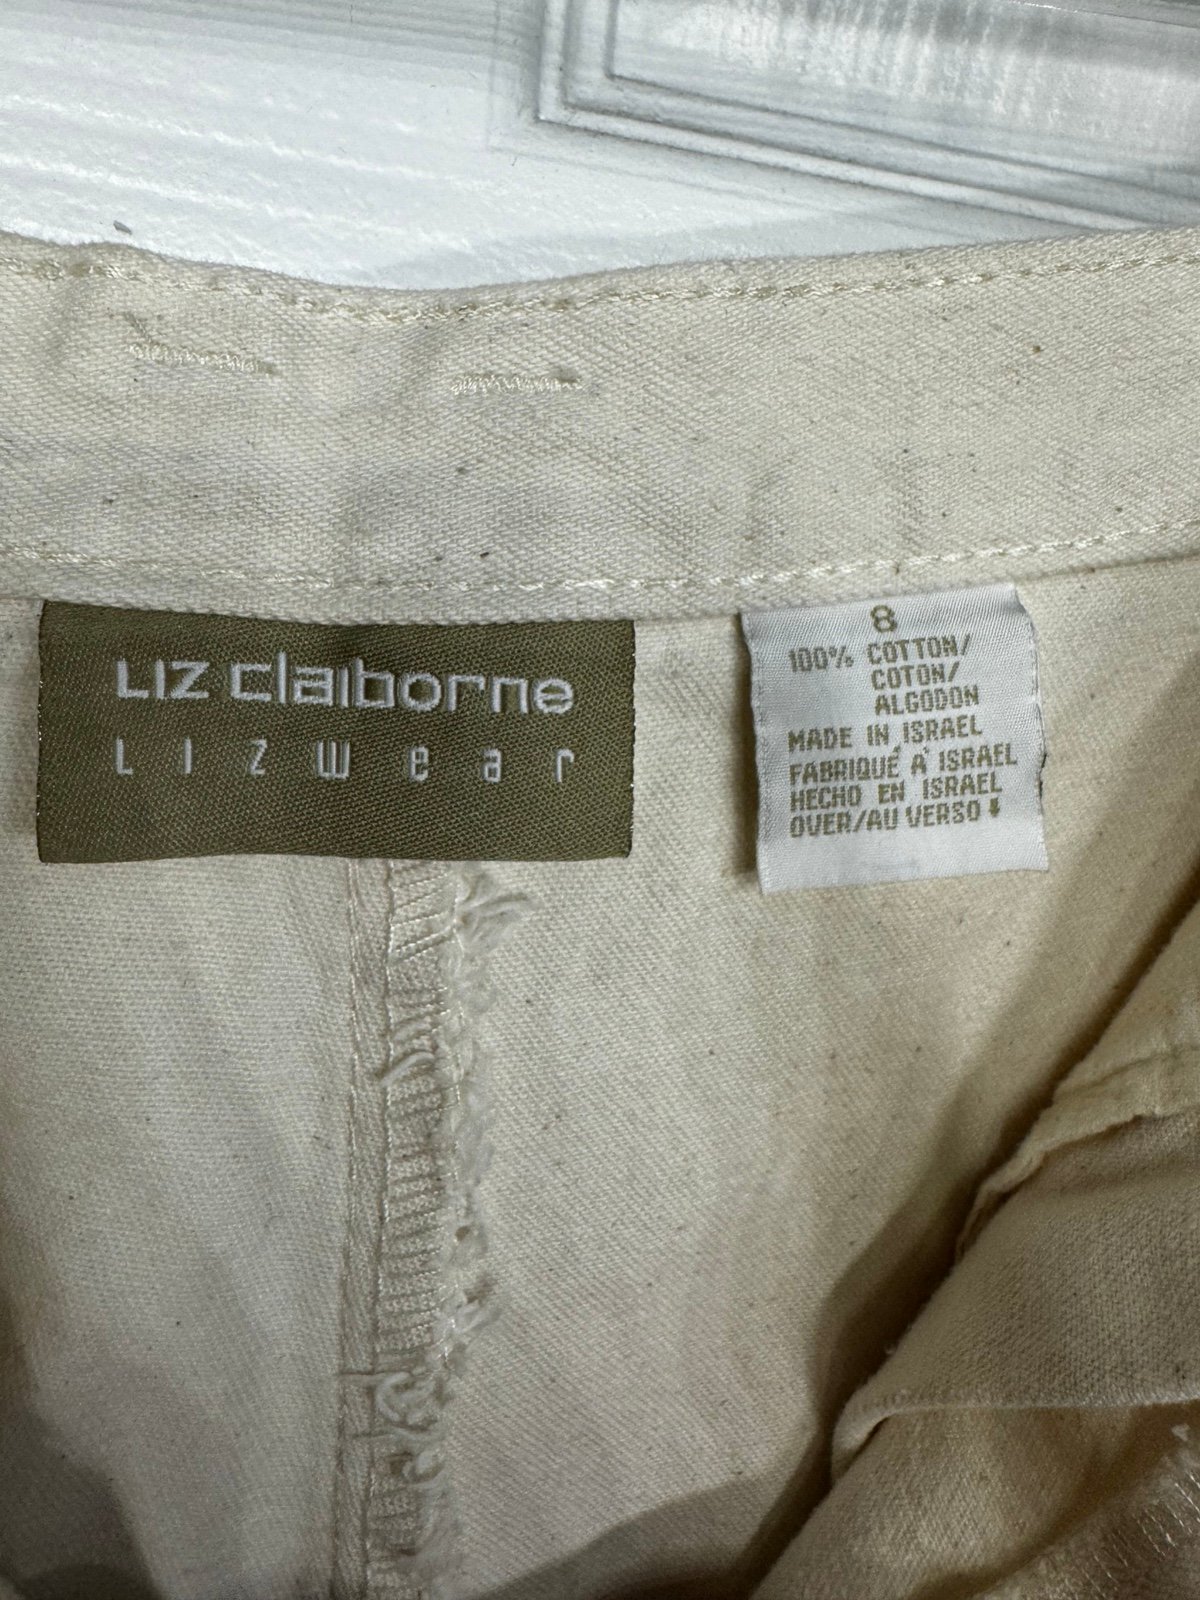 LIZ claiborne
LIZWear
8
100% COTTON/
COTON/
ALGODON
MADE IN ISRAEL
FABRIQUÉ A' ISRAEL
HECHO EN ISRAEL
OVER/AU VERSO